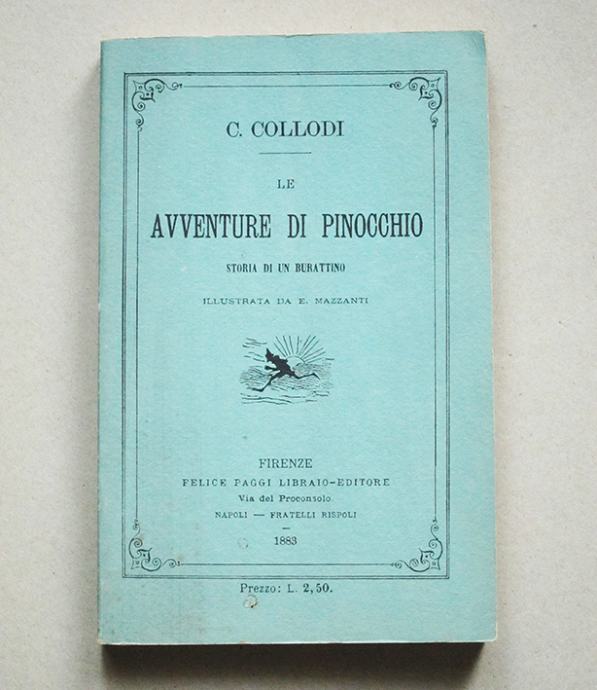 C. COLLODI
LE
AVVENTURE DI PINOCCHIO
STORIA DI UN BURATTINO
ILLUSTRATA DA E. MAZZANTI
FIRENZE
FELICE PAGGI LIBRAIO-EDITORE
Via del Proconsolo
NAPOLI — FRATELLI RISPOLI
1883
Prezzo: L. 2,50.